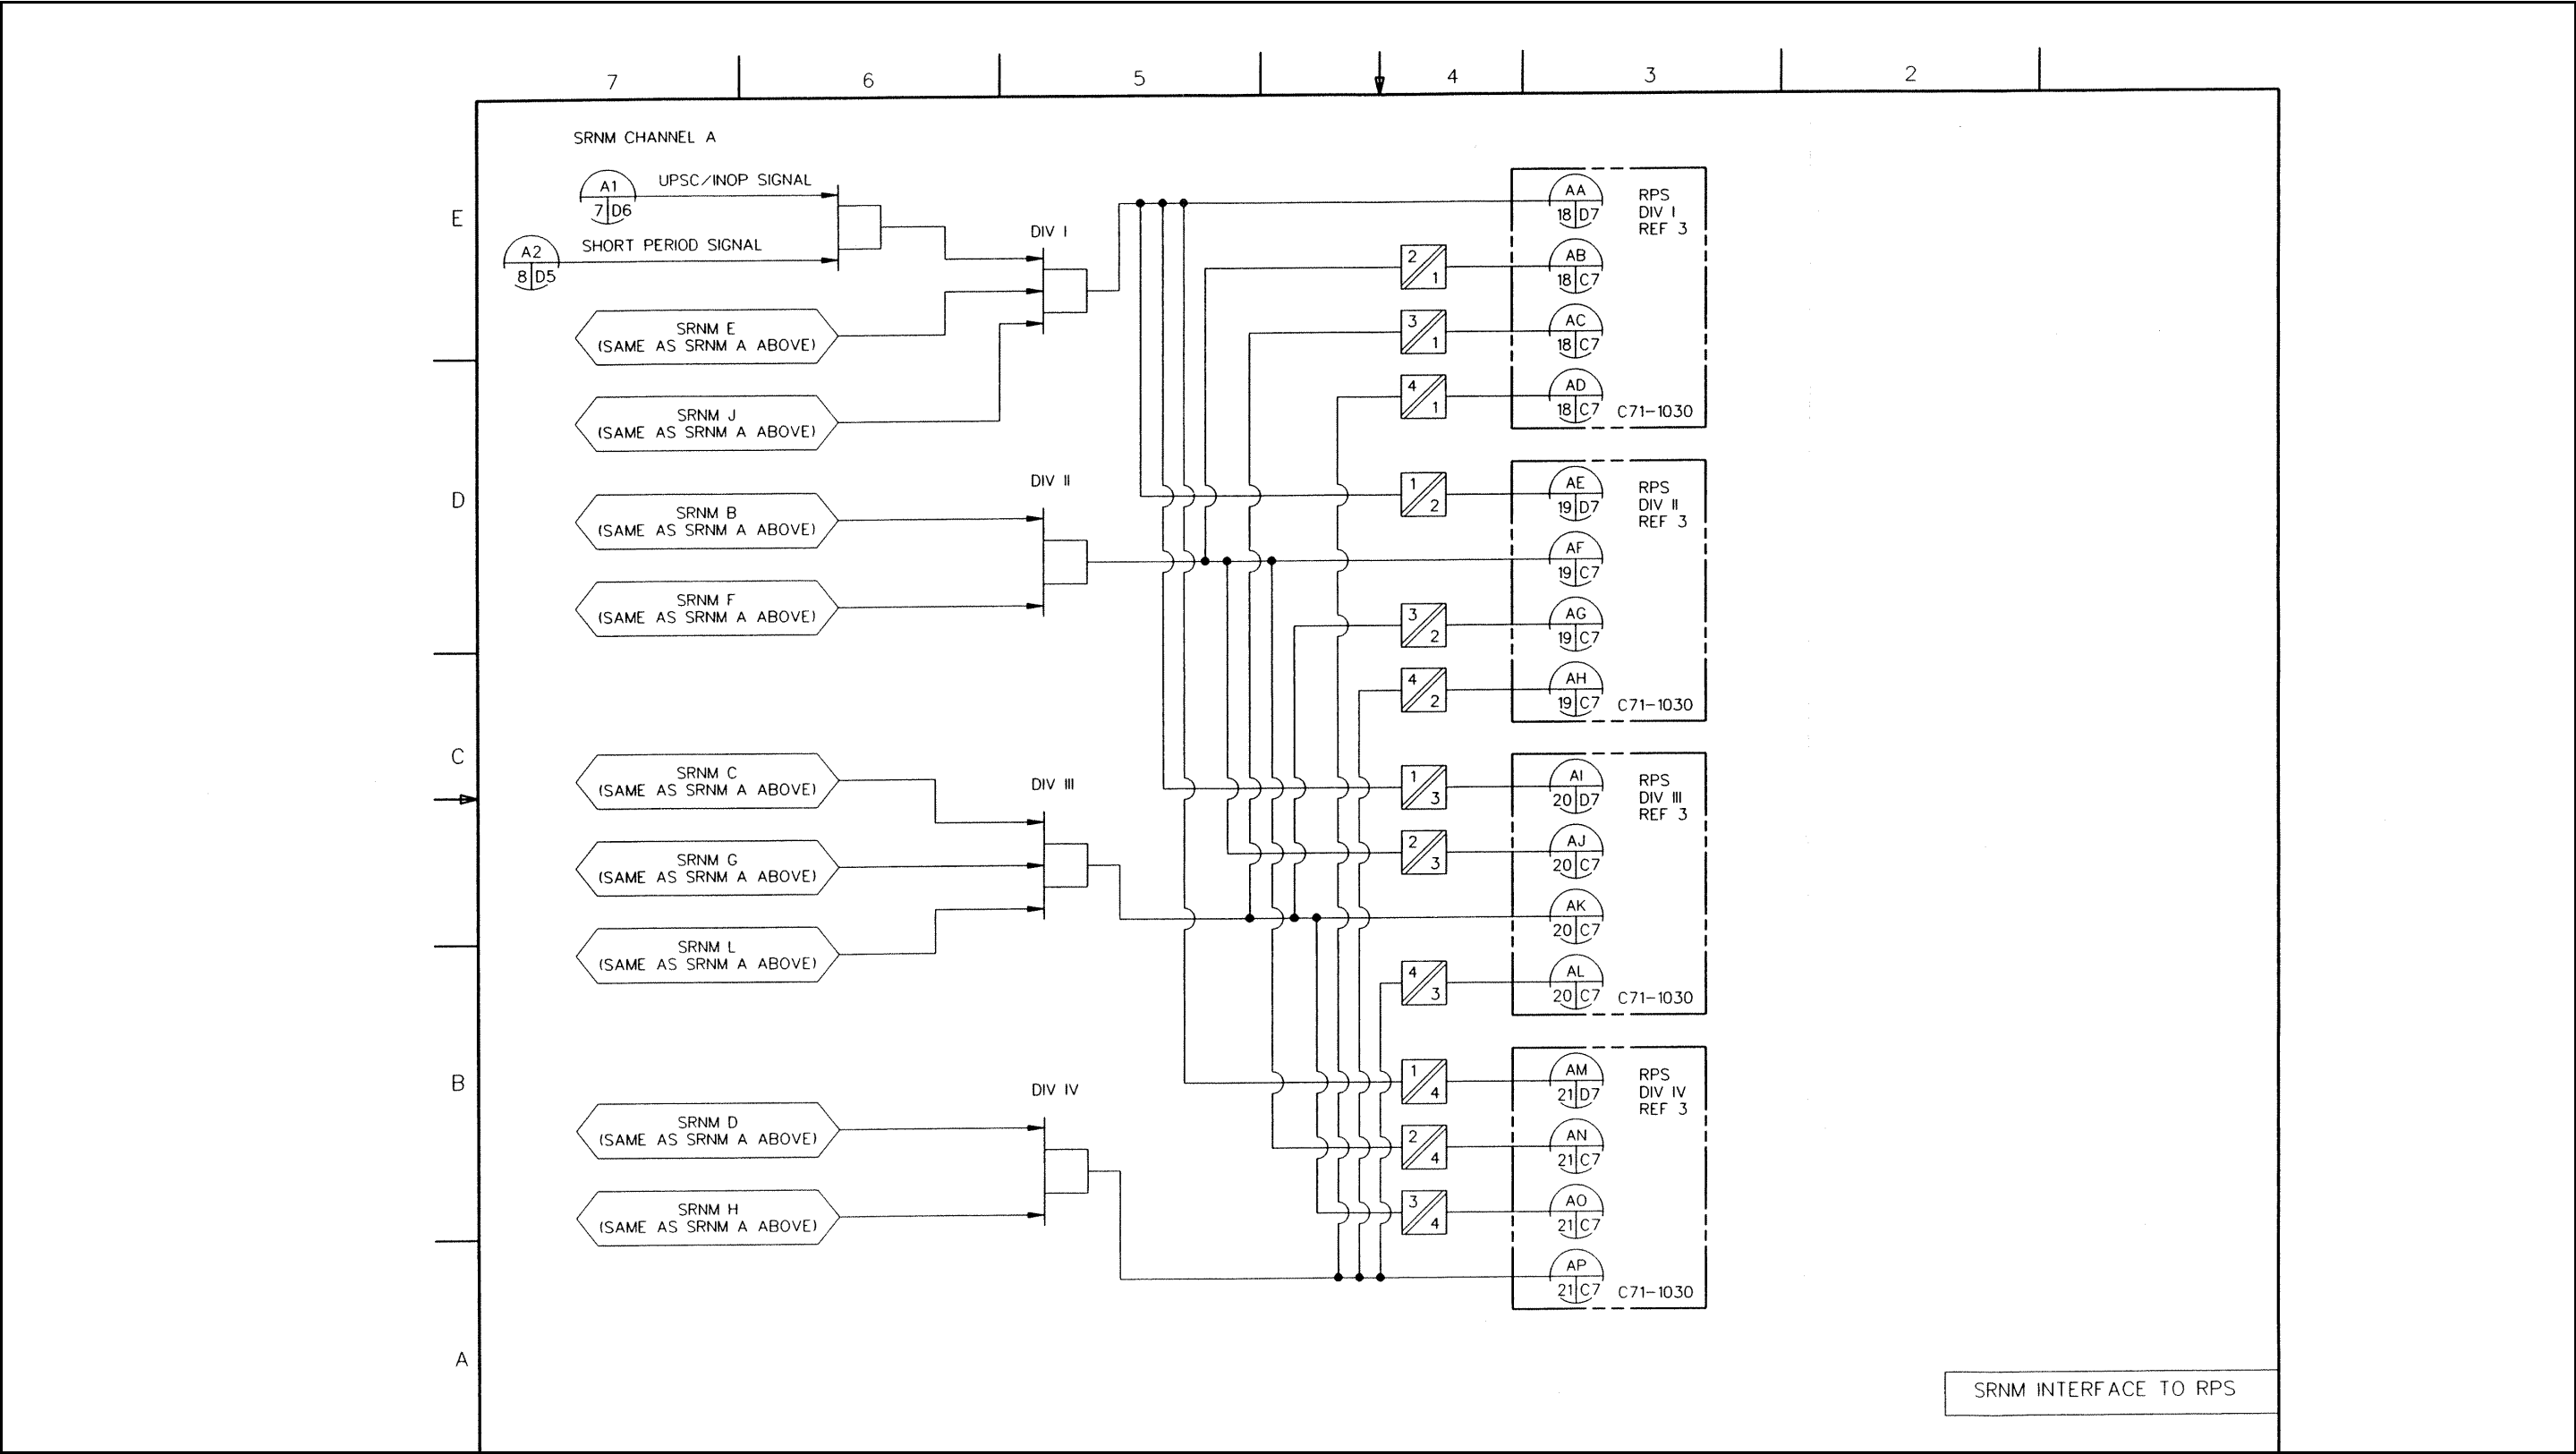 7
6
5
4
3
2
E
D
C
B
A
SRNM CHANNEL A
A1
7 D6
UPSC/INOP SIGNAL
A2
8 D5
SHORT PERIOD SIGNAL
SRNM E
(SAME AS SRNM A ABOVE)
SRNM J
(SAME AS SRNM A ABOVE)
DIV I
SRNM B
(SAME AS SRNM A ABOVE)
SRNM F
(SAME AS SRNM A ABOVE)
DIV II
SRNM C
(SAME AS SRNM A ABOVE)
SRNM G
(SAME AS SRNM A ABOVE)
SRNM L
(SAME AS SRNM A ABOVE)
DIV III
SRNM D
(SAME AS SRNM A ABOVE)
SRNM H
(SAME AS SRNM A ABOVE)
DIV IV
2
1
3
1
4
1
AA
18 D7
AB
18 C7
AC
18 C7
AD
18 C7
RPS
DIV I
REF 3
C71-1030
1
2
3
2
4
2
AE
19 D7
AF
19 C7
AG
19 C7
AH
19 C7
RPS
DIV II
REF 3
C71-1030
1
3
2
3
4
3
AI
20 D7
AJ
20 C7
AK
20 C7
AL
20 C7
RPS
DIV III
REF 3
C71-1030
1
4
2
4
3
4
AM
21 D7
AN
21 C7
AO
21 C7
AP
21 C7
RPS
DIV IV
REF 3
C71-1030
SRNM INTERFACE TO RPS